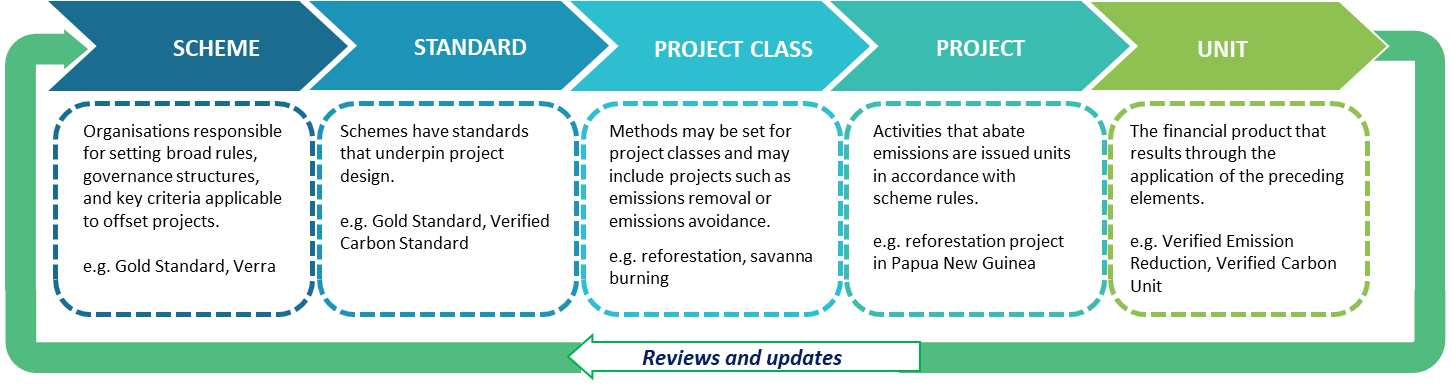 SCHEME
Organisations responsible
for setting broad rules,
governance structures,
and key criteria applicable
to offset projects.
e.g. Gold Standard, Verra
STANDARD
Schemes have standards
that underpin project
design.
e.g. Gold Standard, Verified
Carbon Standard
PROJECT CLASS
Methods may be set for
project classes and may
include projects such as
emissions removal or
emissions avoidance.
e.g. reforestation, savanna
burning
PROJECT
Activities that abate
emissions are issued units
in accordance with
scheme rules.
e.g. reforestation project
in Papua New Guinea
UNIT
The financial product that
results through the
application of the preceding
elements.
e.g. Verified Emission
Reduction, Verified Carbon
Unit
Reviews and updates